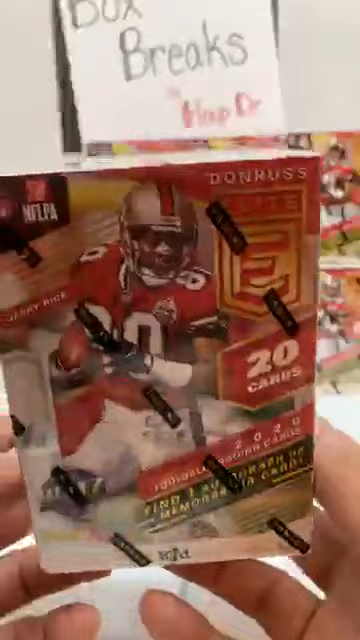 Box
Breaks
DONRUSS
ELITE
E
NFLPA
JERRY RICE
80
20
CARDS
2020
FOOTBALL TRADING CARDS
FIND 1 AUTOGRAPH OR
MEMORABILIA CARD!